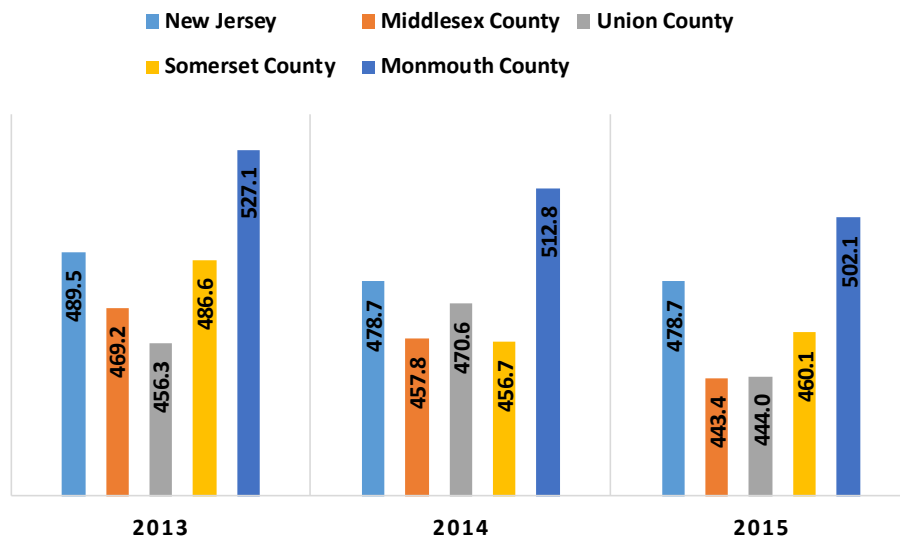 New Jersey Middlesex County Union County
Somerset County Monmouth County
489.5 469.2 456.3 486.6 527.1
478.7 457.8 470.6 456.7 512.8
478.7 443.4 444.0 460.1 502.1
2013 2014 2015